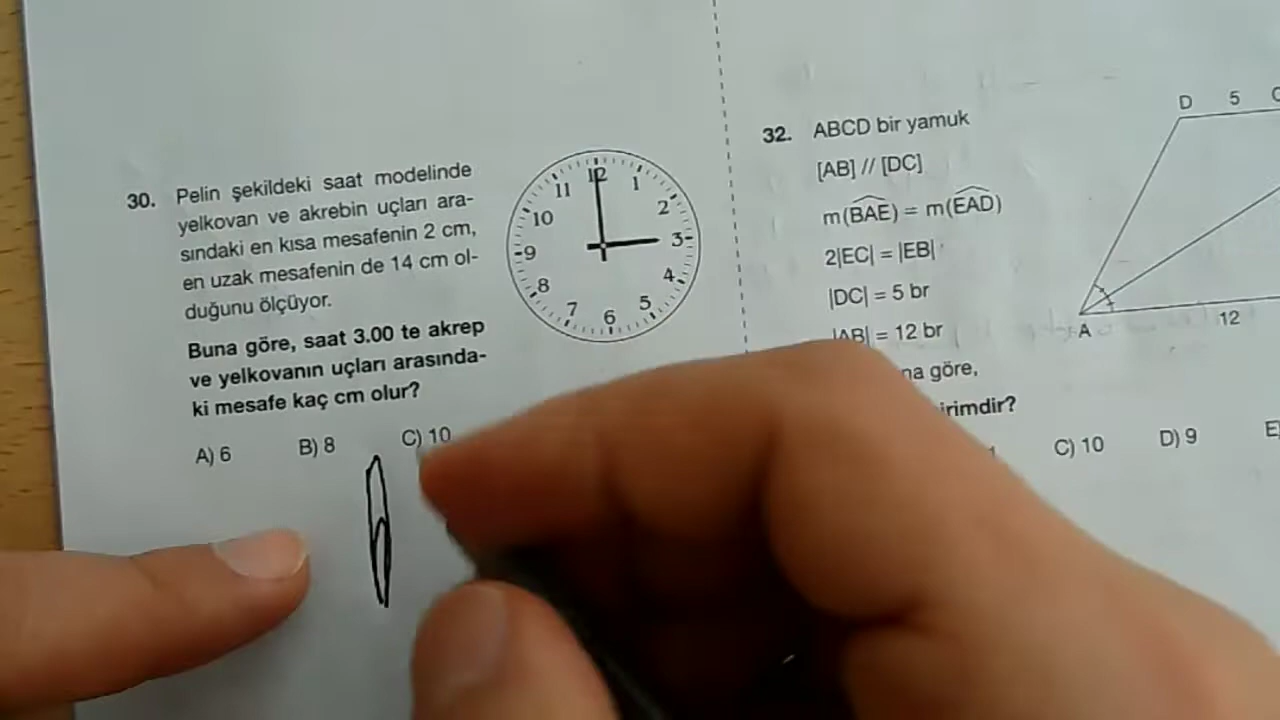 30. Pelin şekildeki saat modelinde
yelkovan ve akrebin uçları ara-
sındaki en kısa mesafenin 2 cm,
en uzak mesafenin de 14 cm ol-
duğunu ölçüyor.
Buna göre, saat 3.00 te akrep
ve yelkovanın uçları arasında-
ki mesafe kaç cm olur?
A) 6 B) 8 C) 10
12
1
2
3
4
5
6
7
8
9
10
11
32. ABCD bir yamuk
[AB] // [DC]
m(BAE) = m(EAD)
2|EC| = |EB|
|DC| = 5 br
|AB| = 12 br
göre,
C) 10 D) 9
D 5
A 12